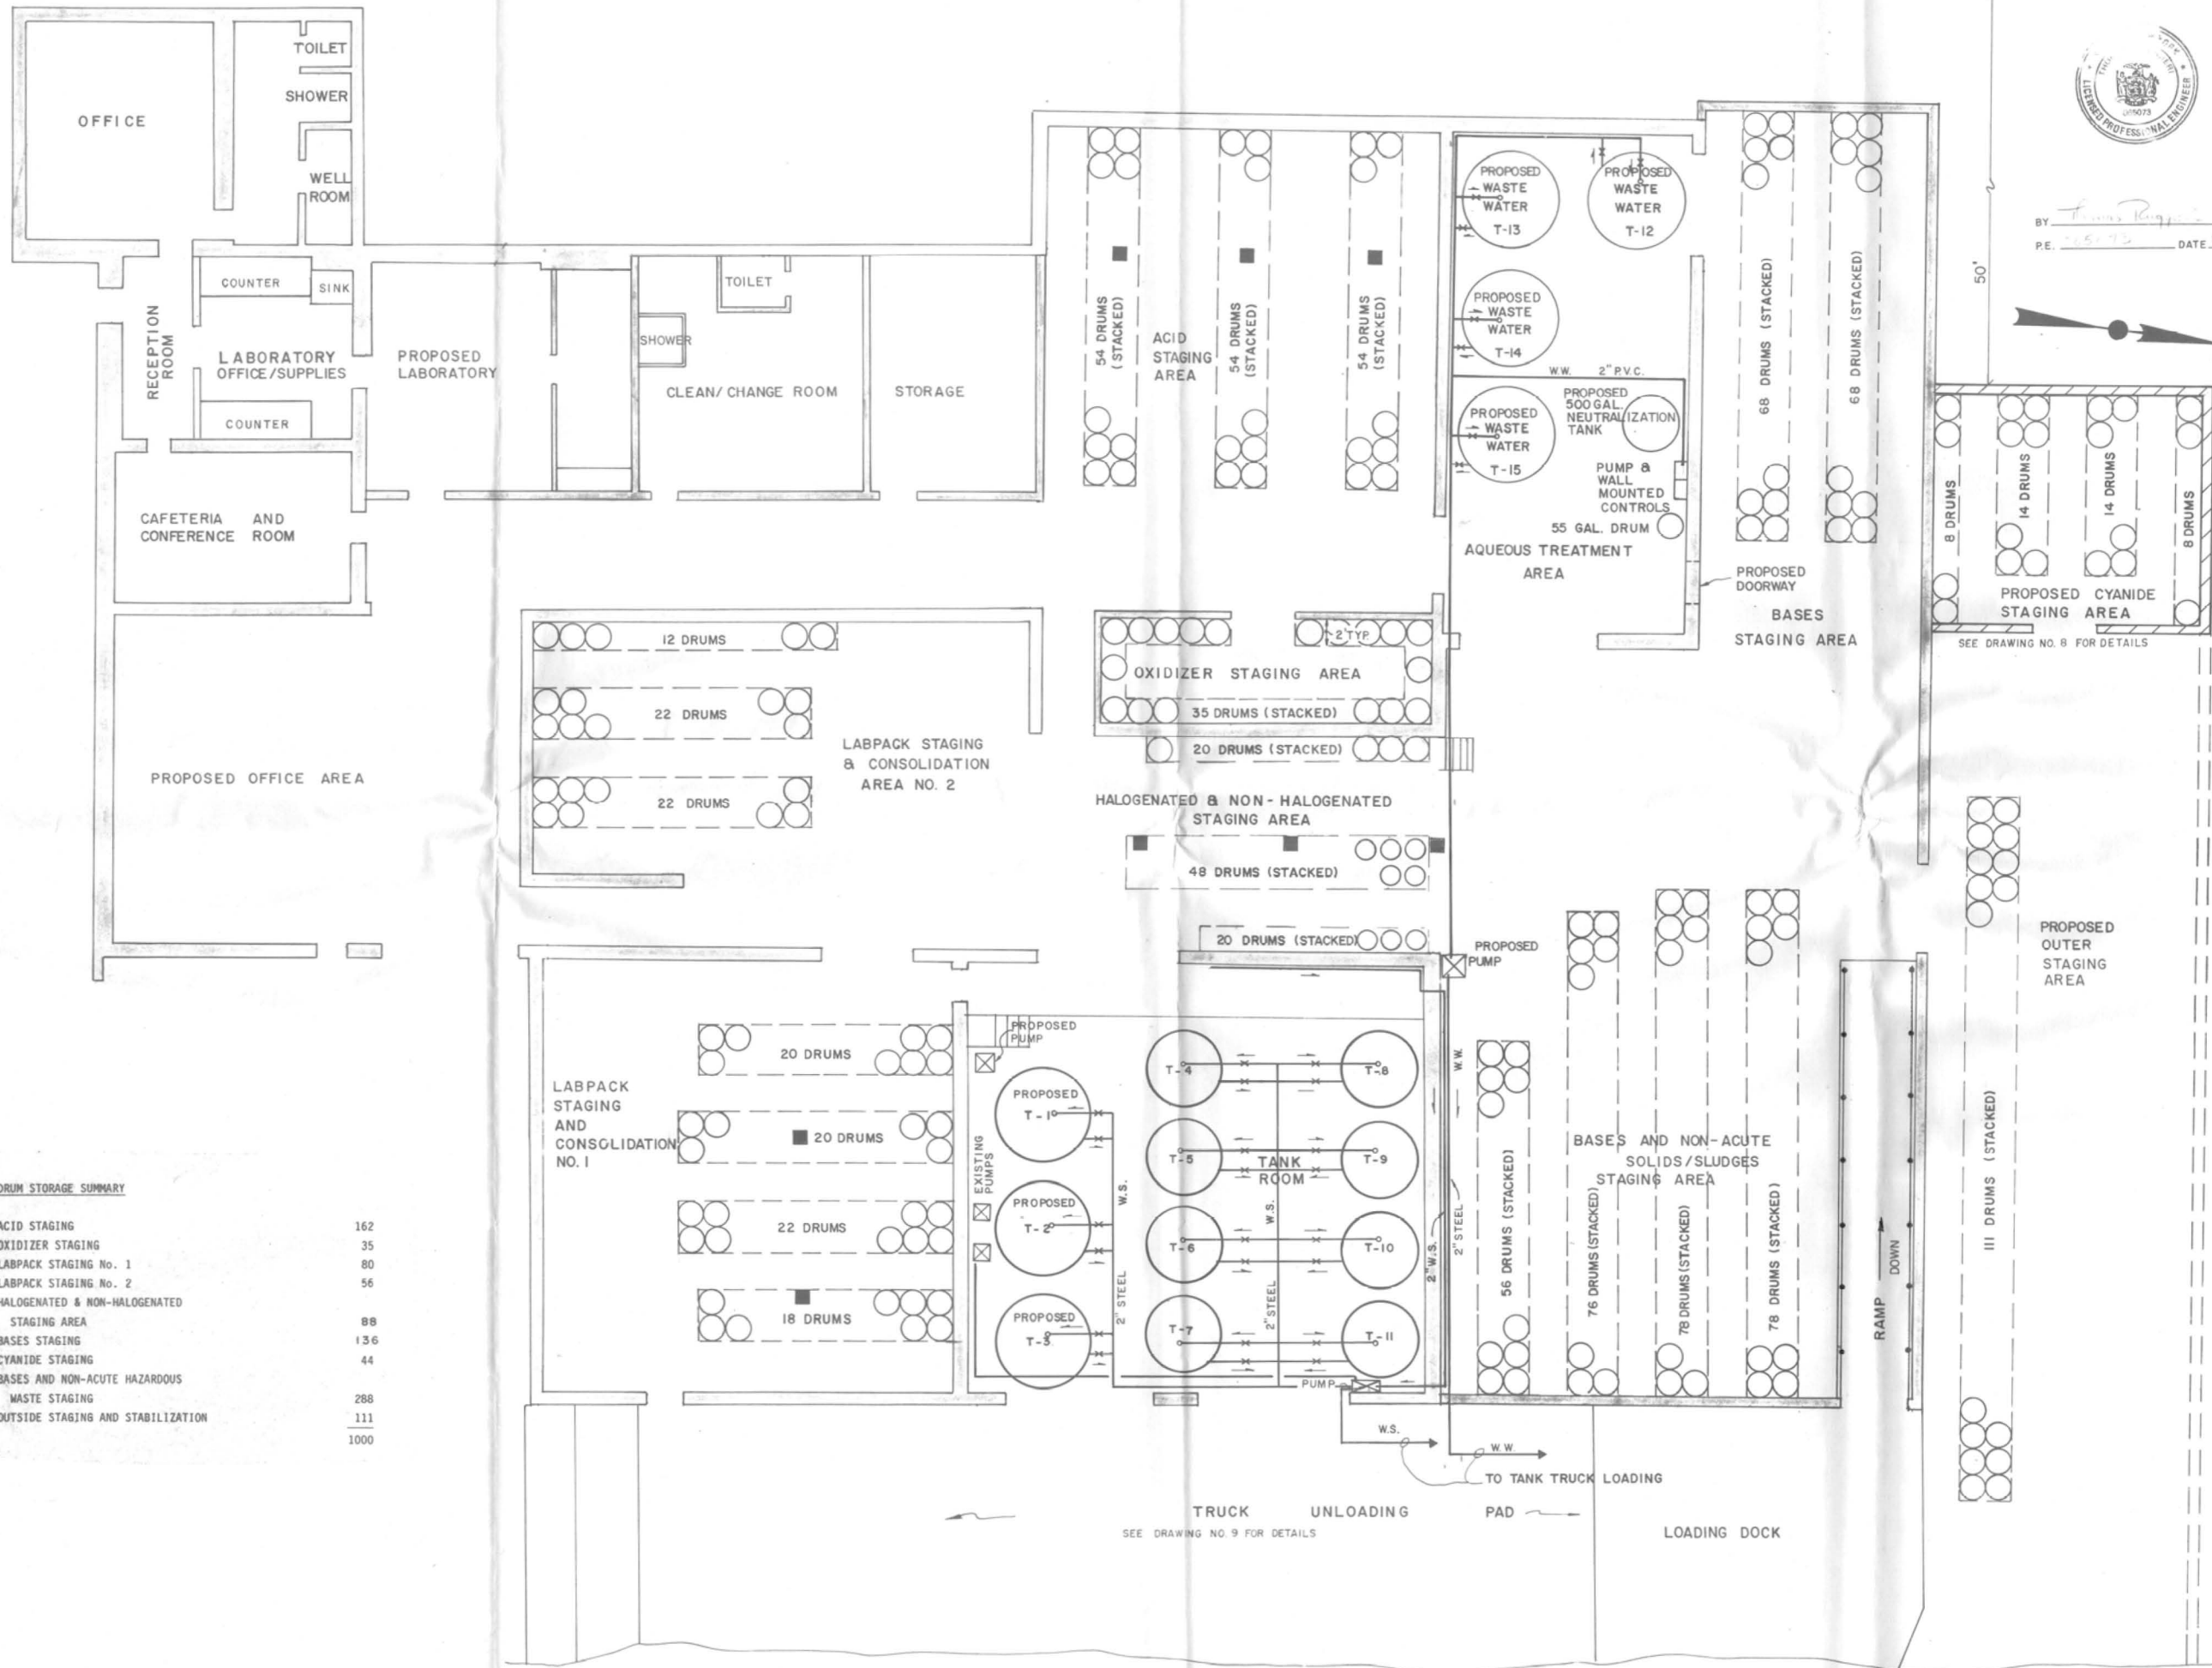 OFFICE
TOILET
SHOWER
WELL
ROOM
COUNTER
SINK
RECEPTION
ROOM
LABORATORY
OFFICE/SUPPLIES
COUNTER
PROPOSED
LABORATORY
TOILET
SHOWER
CLEAN/CHANGE ROOM
STORAGE
CAFETERIA AND
CONFERENCE ROOM
PROPOSED OFFICE AREA
54 DRUMS
(STACKED)
54 DRUMS
(STACKED)
54 DRUMS
(STACKED)
ACID
STAGING
AREA
PROPOSED
WASTE
WATER
T-13
PROPOSED
WASTE
WATER
T-12
PROPOSED
WASTE
WATER
T-14
W.W. 2" P.V.C.
PROPOSED
WASTE
WATER
T-15
PROPOSED
500 GAL.
NEUTRALIZATION
TANK
PUMP &
WALL
MOUNTED
CONTROLS
55 GAL. DRUM
AQUEOUS TREATMENT
AREA
68 DRUMS (STACKED)
68 DRUMS (STACKED)
PROPOSED
DOORWAY
BASES
STAGING AREA
LICENSED PROFESSIONAL ENGINEER
BY
P.E. DATE
50'
8 DRUMS
14 DRUMS
14 DRUMS
8 DRUMS
PROPOSED CYANIDE
STAGING AREA
SEE DRAWING NO. 8 FOR DETAILS
12 DRUMS
22 DRUMS
22 DRUMS
LABPACK STAGING
& CONSOLIDATION
AREA NO. 2
2' TYP.
OXIDIZER STAGING AREA
35 DRUMS (STACKED)
20 DRUMS (STACKED)
HALOGENATED & NON-HALOGENATED
STAGING AREA
48 DRUMS (STACKED)
20 DRUMS (STACKED)
PROPOSED
PUMP
PROPOSED
OUTER
STAGING
AREA
111 DRUMS (STACKED)
LABPACK
STAGING
AND
CONSOLIDATION
NO. 1
20 DRUMS
20 DRUMS
22 DRUMS
18 DRUMS
PROPOSED
PUMP
EXISTING
PUMPS
PROPOSED
T-1
PROPOSED
T-2
PROPOSED
T-3
T-4
T-5
T-6
T-7
T-8
T-9
T-10
T-11
TANK
ROOM
W.S.
2" STEEL
W.S.
2" STEEL
PUMP
2" W.S.
W.W.
2" STEEL
56 DRUMS (STACKED)
76 DRUMS (STACKED)
78 DRUMS (STACKED)
78 DRUMS (STACKED)
BASES AND NON-ACUTE
SOLIDS/SLUDGES
STAGING AREA
RAMP
DOWN
W.S.
W.W.
TO TANK TRUCK LOADING
TRUCK UNLOADING PAD
SEE DRAWING NO. 9 FOR DETAILS
LOADING DOCK
DRUM STORAGE SUMMARY
ACID STAGING 162
OXIDIZER STAGING 35
LABPACK STAGING No. 1 80
LABPACK STAGING No. 2 56
HALOGENATED & NON-HALOGENATED
STAGING AREA 88
BASES STAGING 136
CYANIDE STAGING 44
BASES AND NON-ACUTE HAZARDOUS
WASTE STAGING 288
OUTSIDE STAGING AND STABILIZATION 111
1000